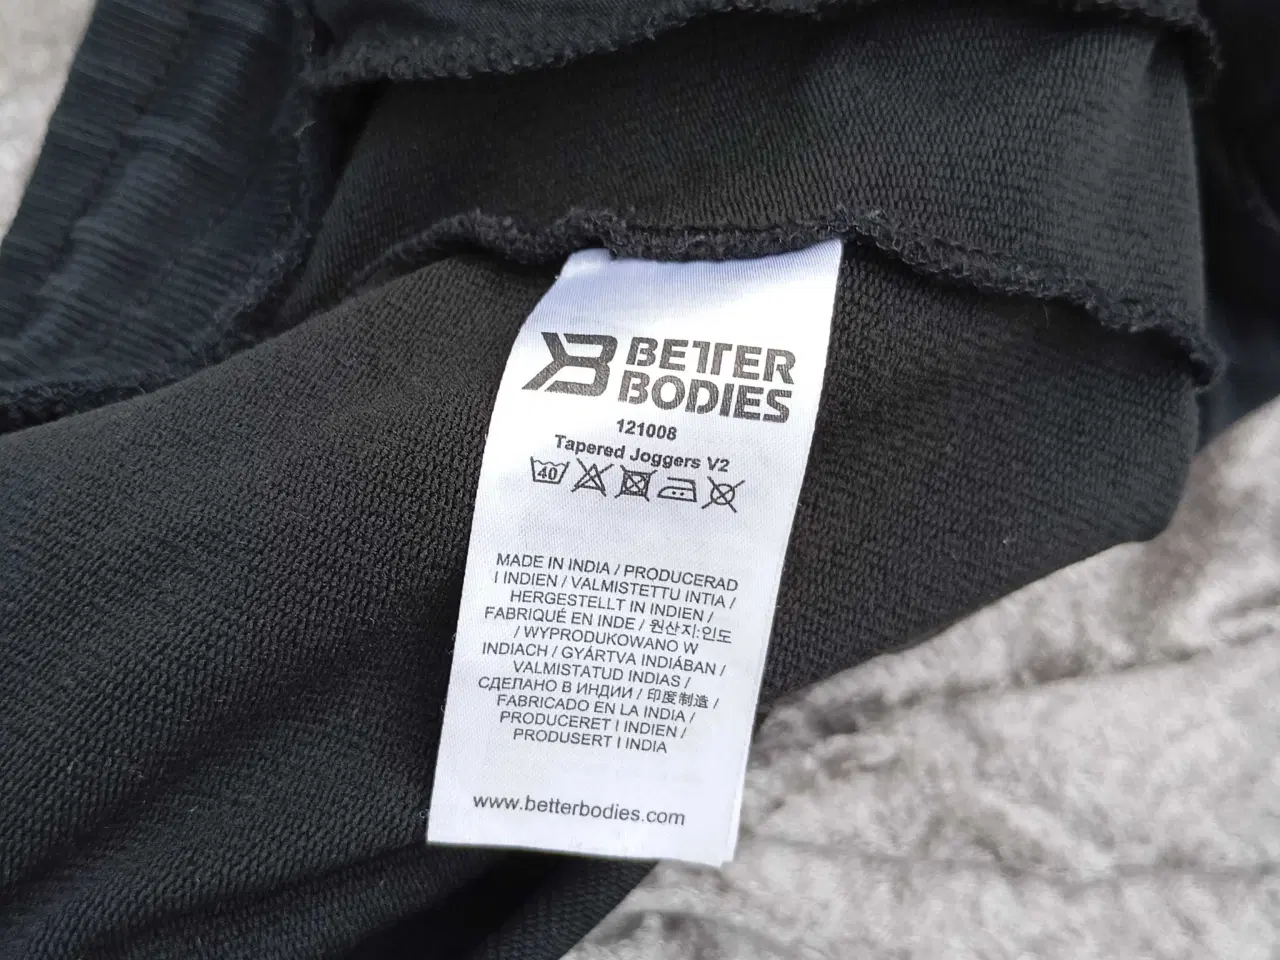 BETTER
BODIES
121008
Tapered Joggers V2
40
MADE IN INDIA / PRODUCERAD
I INDIEN / VALMISTETTU INTIA /
HERGESTELLT IN INDIEN /
FABRIQUÉ EN INDE / 원산지:인도
/ WYPRODUKOWANO W
INDIACH / GYÁRTVA INDIÁBAN /
VALMISTATUD INDIAS /
СДЕЛАНО В ИНДИИ / 印度制造 /
FABRICADO EN LA INDIA /
PRODUCERET I INDIEN /
PRODUSERT I INDIA
www.betterbodies.com